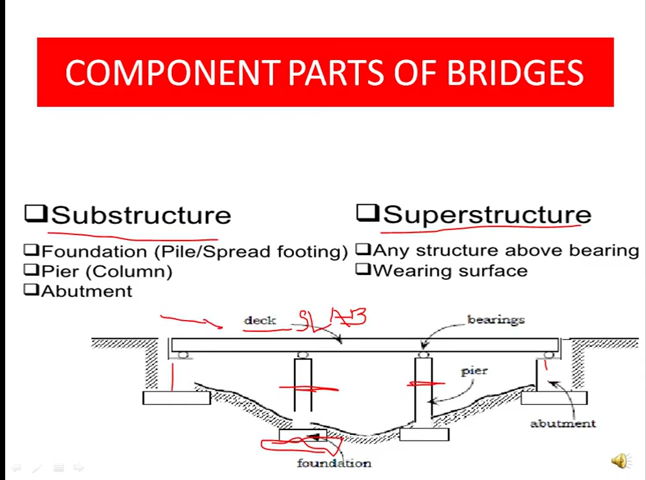 COMPONENT PARTS OF BRIDGES
Substructure
Foundation (Pile/Spread footing)
Pier (Column)
Abutment
Superstructure
Any structure above bearing
Wearing surface
deck SLAB
bearings
pier
abutment
foundation